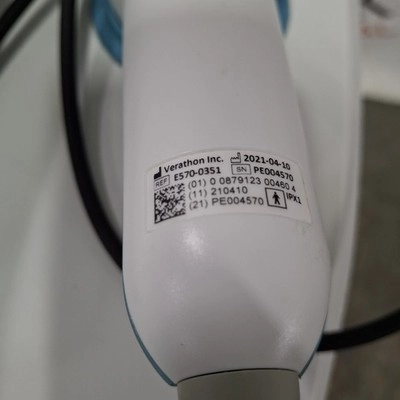 Verathon Inc. 2021-04-10
REF E570-0351 SN PE004570
(01) 0 0879123 00460 4
(11) 210410
(21) PE004570 IPX1